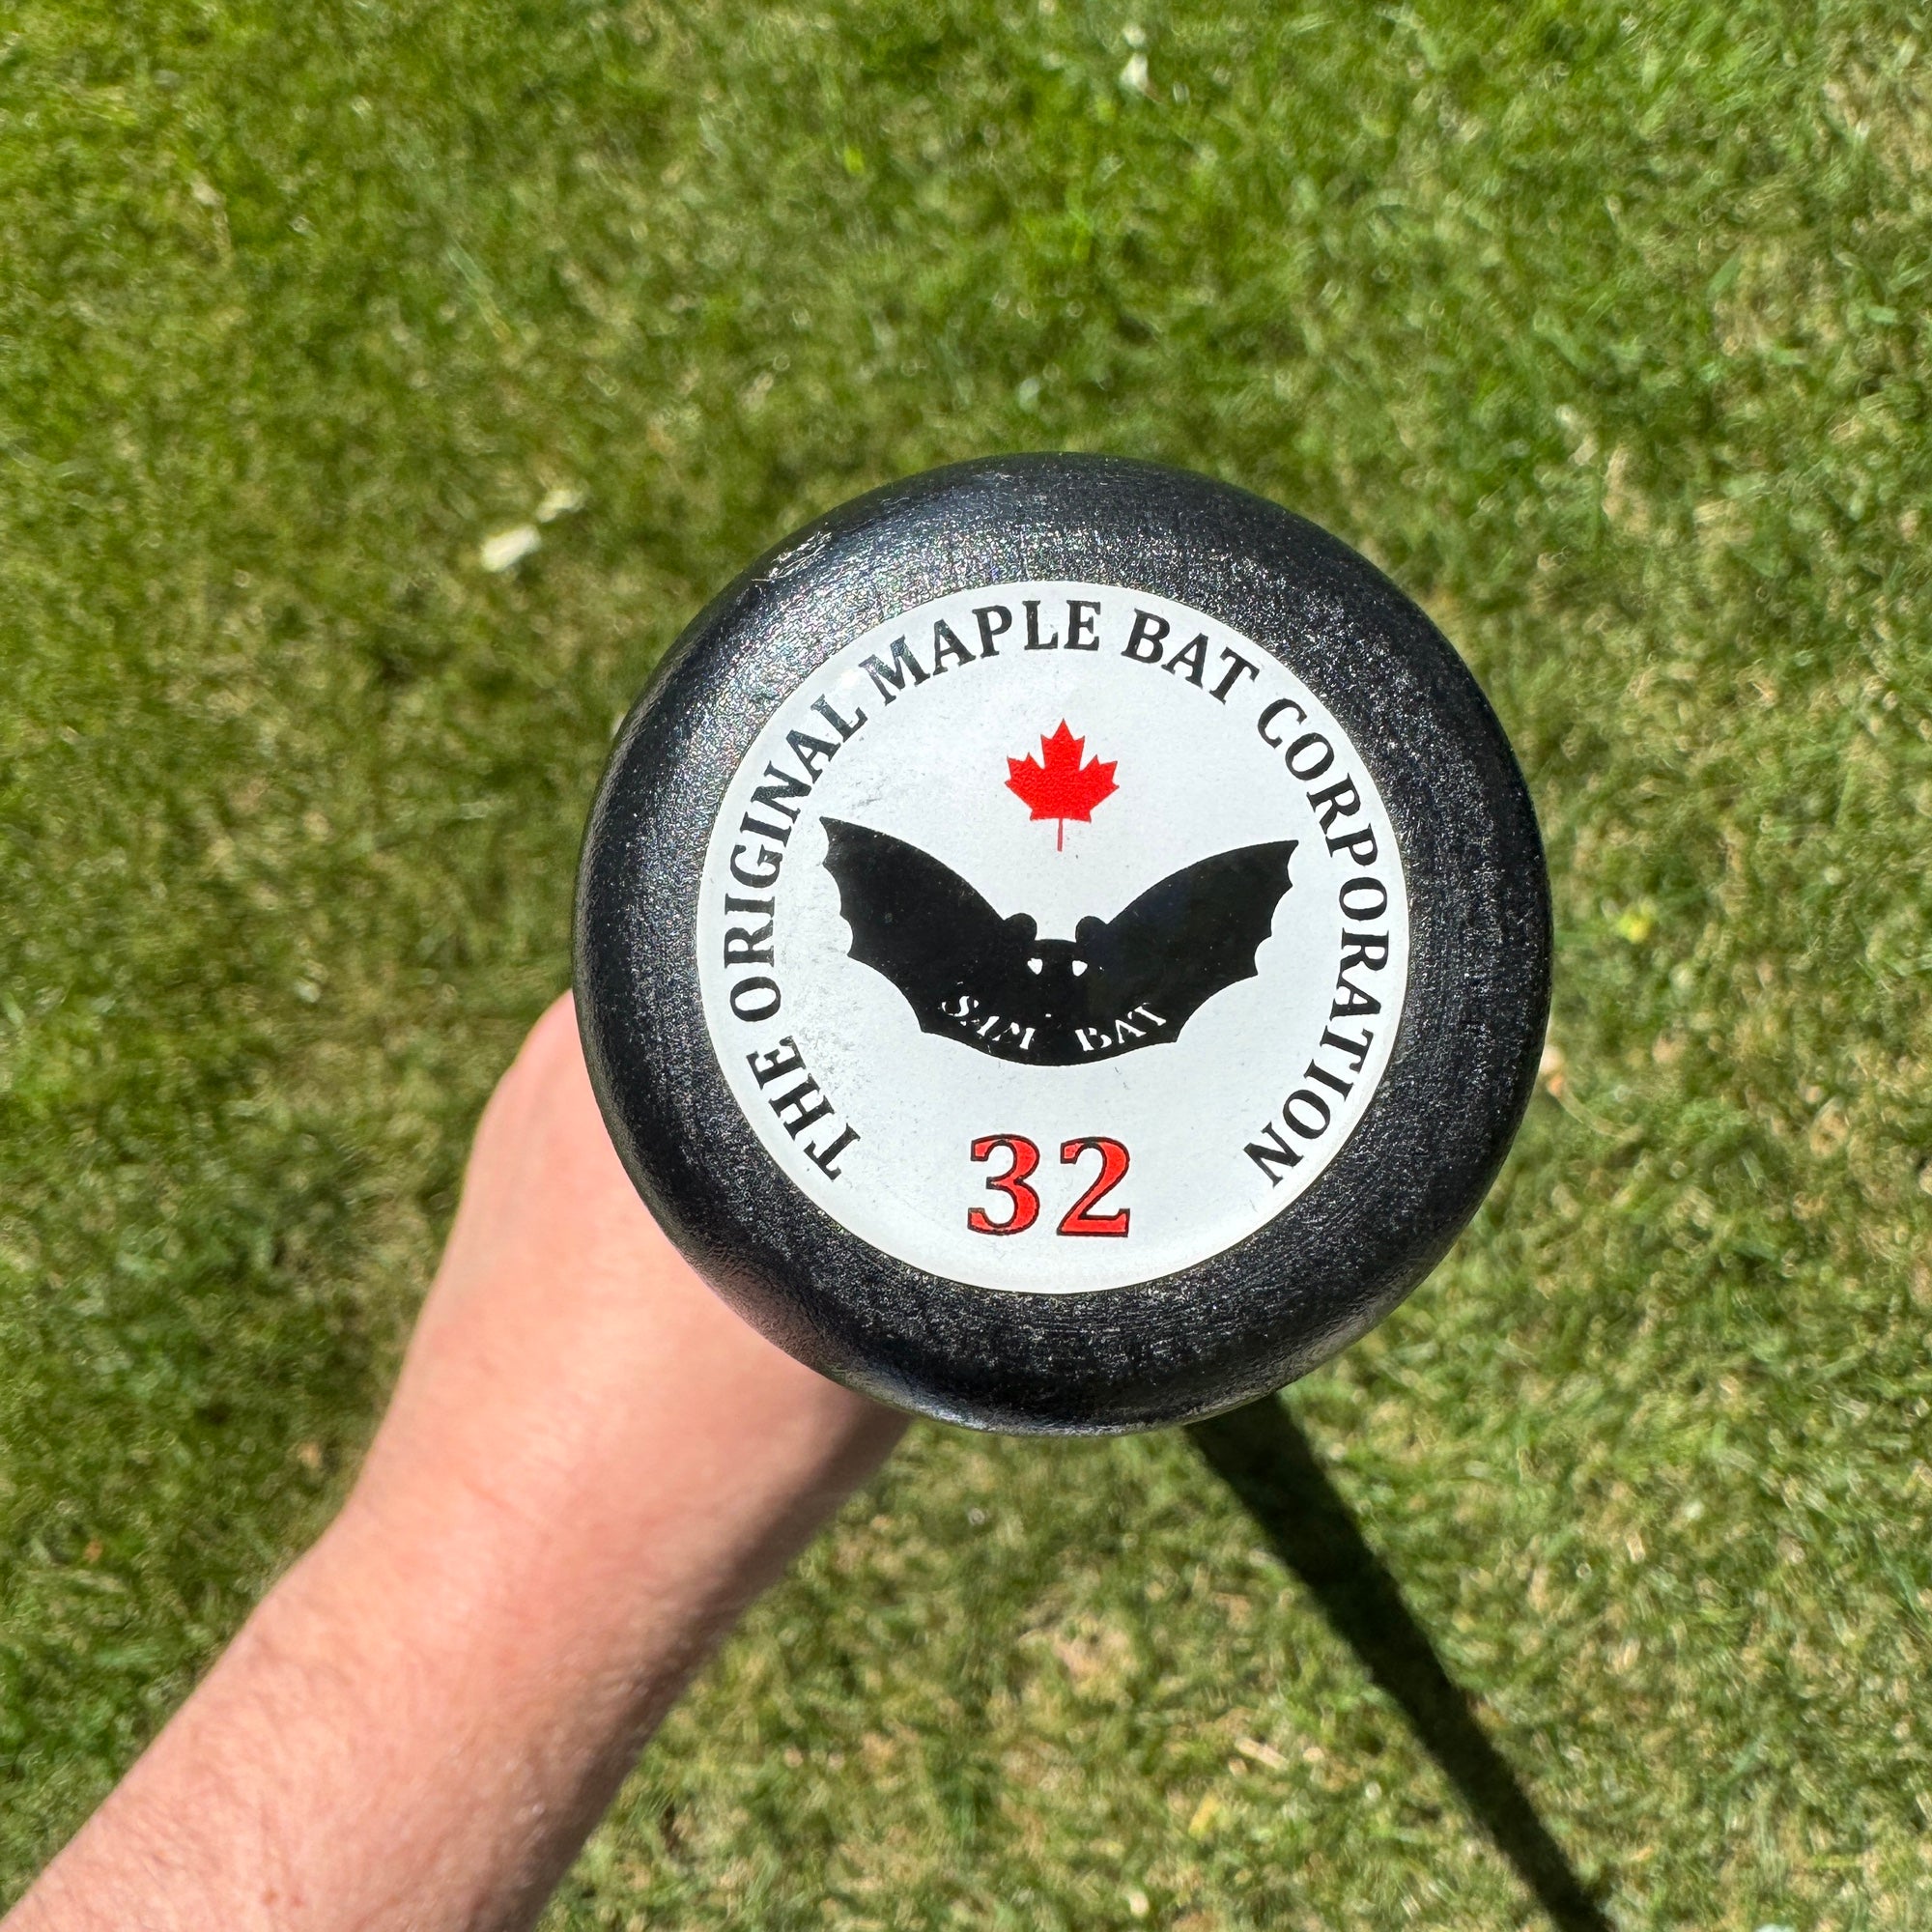 THE ORIGINAL MAPLE BAT CORPORATION
SAM BAT
32